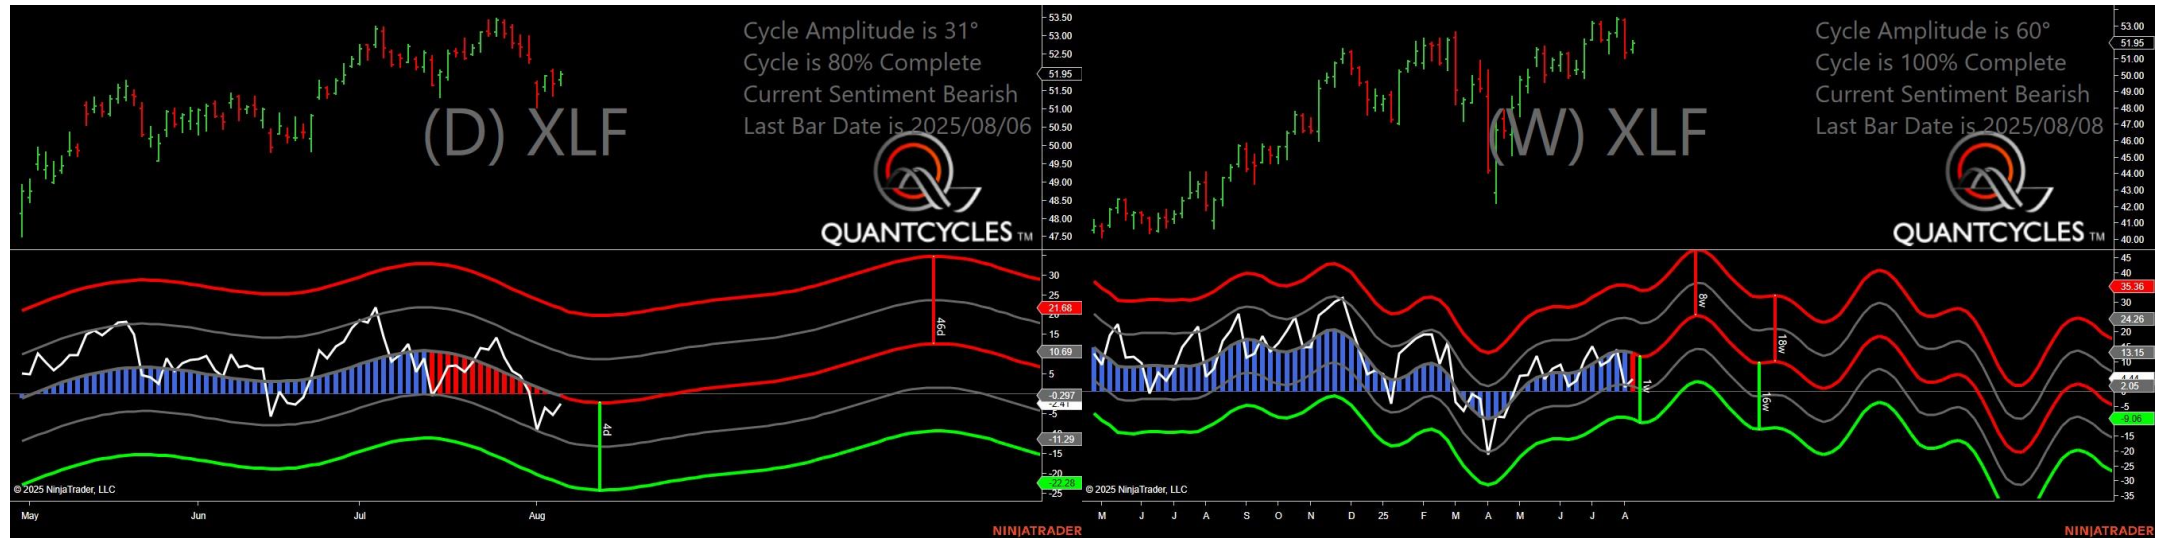 Cycle Amplitude is 31°
Cycle is 80% Complete
Current Sentiment Bearish
Last Bar Date is 2025/08/06
(D) XLF
QUANTCYCLES TM
53.50
53.00
52.50
51.95
51.50
51.00
50.50
50.00
49.50
49.00
48.50
48.00
47.50
30
25
21.68
20
15
10.69
5
-0.297
-2.41
-5
-11.29
-15
-20
-22.28
-25
46d
4d
© 2025 NinjaTrader, LLC
May Jun Jul Aug
NINJATRADER
Cycle Amplitude is 60°
Cycle is 100% Complete
Current Sentiment Bearish
Last Bar Date is 2025/08/08
(W) XLF
QUANTCYCLES TM
53.00
51.95
51.00
50.00
49.00
48.00
47.00
46.00
45.00
44.00
43.00
42.00
41.00
40.00
45
40
35.36
30
24.26
20
13.15
10
2.05
-5
-9.06
-15
-20
-25
-30
-35
8w
18w
1w
16w
© 2025 NinjaTrader, LLC
M J J A S O N D 25 F M A M J J A
NINJATRADER